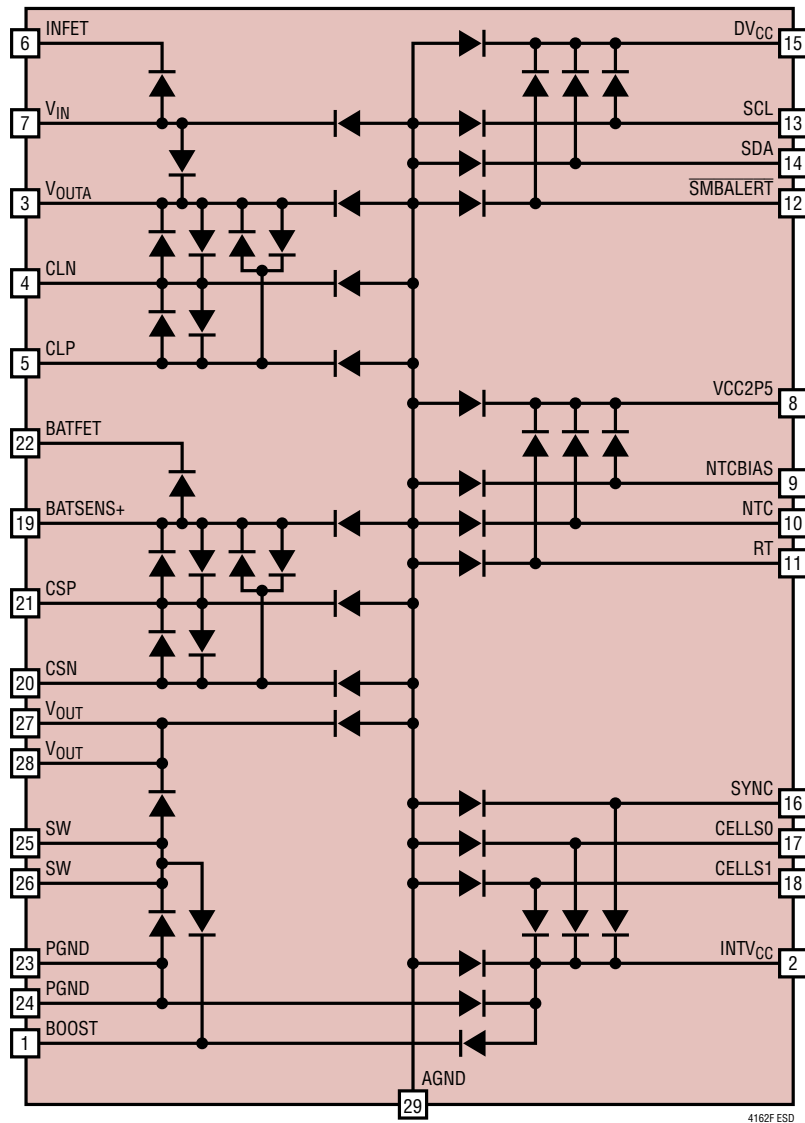 6 INFET
7 VIN
3 VOUTA
4 CLN
5 CLP
22 BATFET
19 BATSENS+
21 CSP
20 CSN
27 VOUT
28 VOUT
25 SW
26 SW
23 PGND
24 PGND
1 BOOST
DVCC 15
SCL 13
SDA 14
SMBALERT 12
VCC2P5 8
NTCBIAS 9
NTC 10
RT 11
SYNC 16
CELLS0 17
CELLS1 18
INTVCC 2
AGND
29
4162F ESD